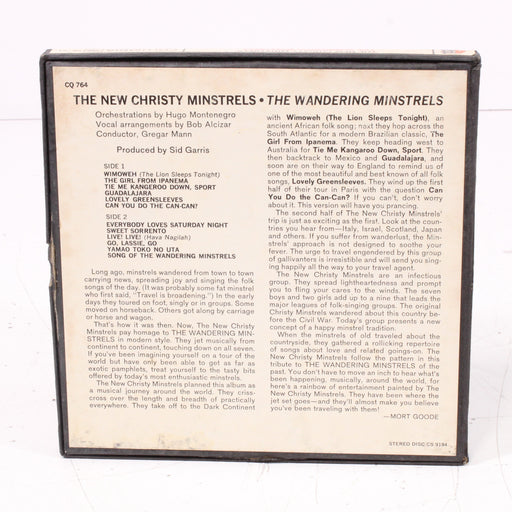 CQ 764
THE NEW CHRISTY MINSTRELS • THE WANDERING MINSTRELS
Orchestrations by Hugo Montenegro
Vocal arrangements by Bob Alcizar
Conductor, Gregar Mann
Produced by Sid Garris
SIDE 1
WIMOWEH (The Lion Sleeps Tonight)
THE GIRL FROM IPANEMA
TIE ME KANGAROO DOWN, SPORT
GUADALAJARA
LOVELY GREENSLEEVES
CAN YOU DO THE CAN-CAN?
SIDE 2
EVERYBODY LOVES SATURDAY NIGHT
SWEET SORRENTO
LIVE! LIVE! (Hava Nagilah)
GO, LASSIE, GO
YAMAO TOKO NO UTA
SONG OF THE WANDERING MINSTRELS
Long ago, minstrels wandered from town to town
carrying news, spreading joy and singing the folk
songs of the day. (It was probably some fat minstrel
who first said, "Travel is broadening.") In the early
days they toured on foot, singly or in groups. Some
moved on horseback. Others got along by carriage
or horse and wagon.
That's how it was then. Now, The New Christy
Minstrels pay homage to THE WANDERING MIN-
STRELS in modern style. They jet musically from
continent to continent, touching down on every one.
If you've been imagining yourself on a tour of the
world but have only been able to get as far as
exotic pamphlets, treat yourself to the tasty bits
offered by today's most exciting minstrels.
The New Christy Minstrels planned this album as
a musical journey around the world. They criss-
cross over the length and breadth of practically
everywhere. They take off to the Dark Continent
with Wimoweh (The Lion Sleeps Tonight), an
ancient African folk song; next they hop across the
South Atlantic for a modern Brazilian classic, The
Girl From Ipanema. They keep heading west to
Australia for Tie Me Kangaroo Down, Sport. They
then backtrack to Mexico and Guadalajara, and
soon are on their way to England to remind us of
one of the most beautiful and best known of all folk
songs, Lovely Greensleeves. They wind up the first
half of their tour in Paris with the question Can
You Do the Can-Can? If you can't, don't worry
about it. This version will have you prancing.
The second half of The New Christy Minstrels'
trip is just as exciting as the first. Look at the coun-
tries you hear from—Italy, Israel, Scotland, Japan
and others. If you suffer from wanderlust, the Min-
strels' approach is not designed to soothe your
fever. The urge to travel engendered by this group
of gallivanters is irresistible and will send you sing-
ing happily all the way to your travel agent.
The New Christy Minstrels are an infectious
group. They spread lightheartedness and prompt
you to fling your cares to the winds. The seven
boys and two girls add up to a nine that leads the
major leagues of folk-singing groups. The original
Christy Minstrels wandered about this country be-
fore the Civil War. Today's group presents a new
concept of a happy minstrel tradition.
When the minstrels of old traveled about the
countryside, they gathered a rollicking repertoire
of songs about love and related goings-on. The
New Christy Minstrels follow the pattern in this
tribute to THE WANDERING MINSTRELS of the
past. You don't have to move an inch to hear what's
been happening, musically, around the world, for
here's a rainbow of entertainment painted by The
New Christy Minstrels. They have been where the
jet set goes—and they'll almost make you believe
you've been traveling with them!
—MORT GOODE
STEREO DISC CS 9184